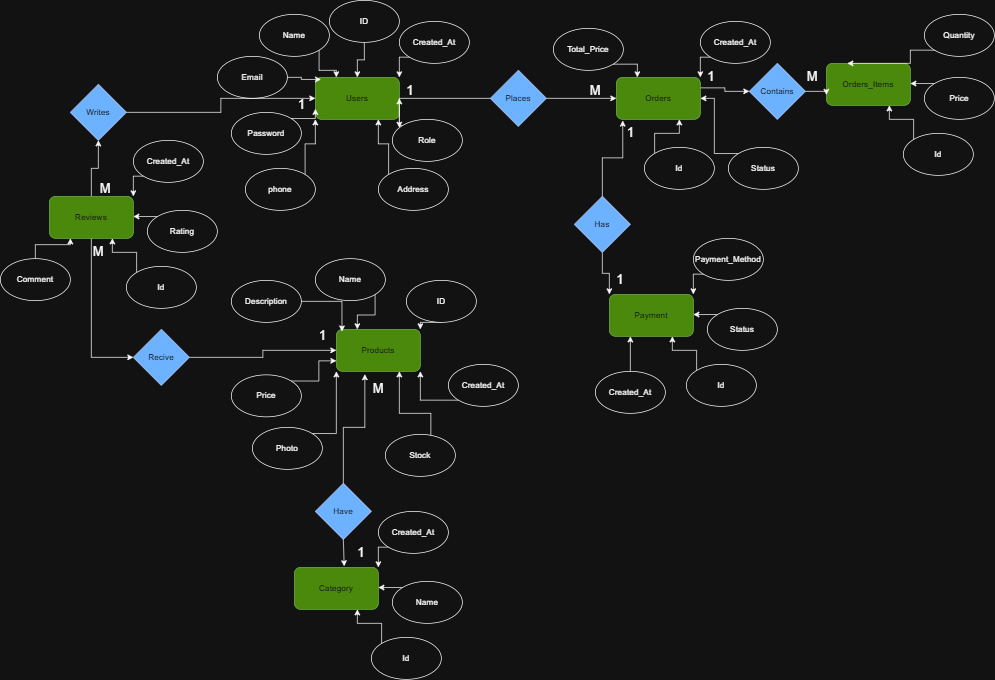 ID
Name
Created_At
Total_Price
Created_At
Quantity
Email
Users
1
1
Writes
Places
M
Orders
1
Contains
M
Orders_Items
Price
Password
Role
1
Id
Status
Id
Created_At
phone
Address
M
Reviews
Rating
Has
M
Comment
Id
Payment_Method
1
Description
Name
ID
Payment
Status
1
Products
Recive
Price
M
Created_At
Created_At
Id
Photo
Stock
Have
Created_At
1
Category
Name
Id